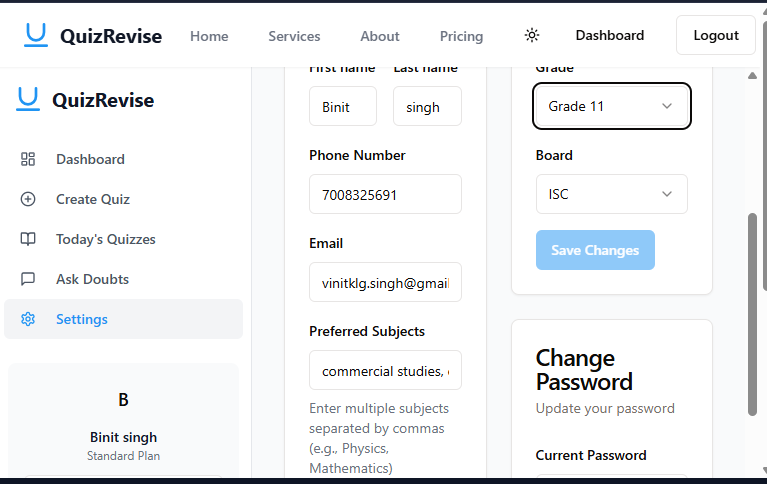 QuizRevise
Home
Services
About
Pricing
Dashboard
Logout
QuizRevise
Dashboard
Create Quiz
Today's Quizzes
Ask Doubts
Settings
B
Binit singh
Standard Plan
First name
Last name
Binit
singh
Phone Number
7008325691
Email
vinitklg.singh@gmail
Preferred Subjects
commercial studies,
Enter multiple subjects
separated by commas
(e.g., Physics,
Mathematics)
Grade
Grade 11
Board
ISC
Save Changes
Change
Password
Update your password
Current Password